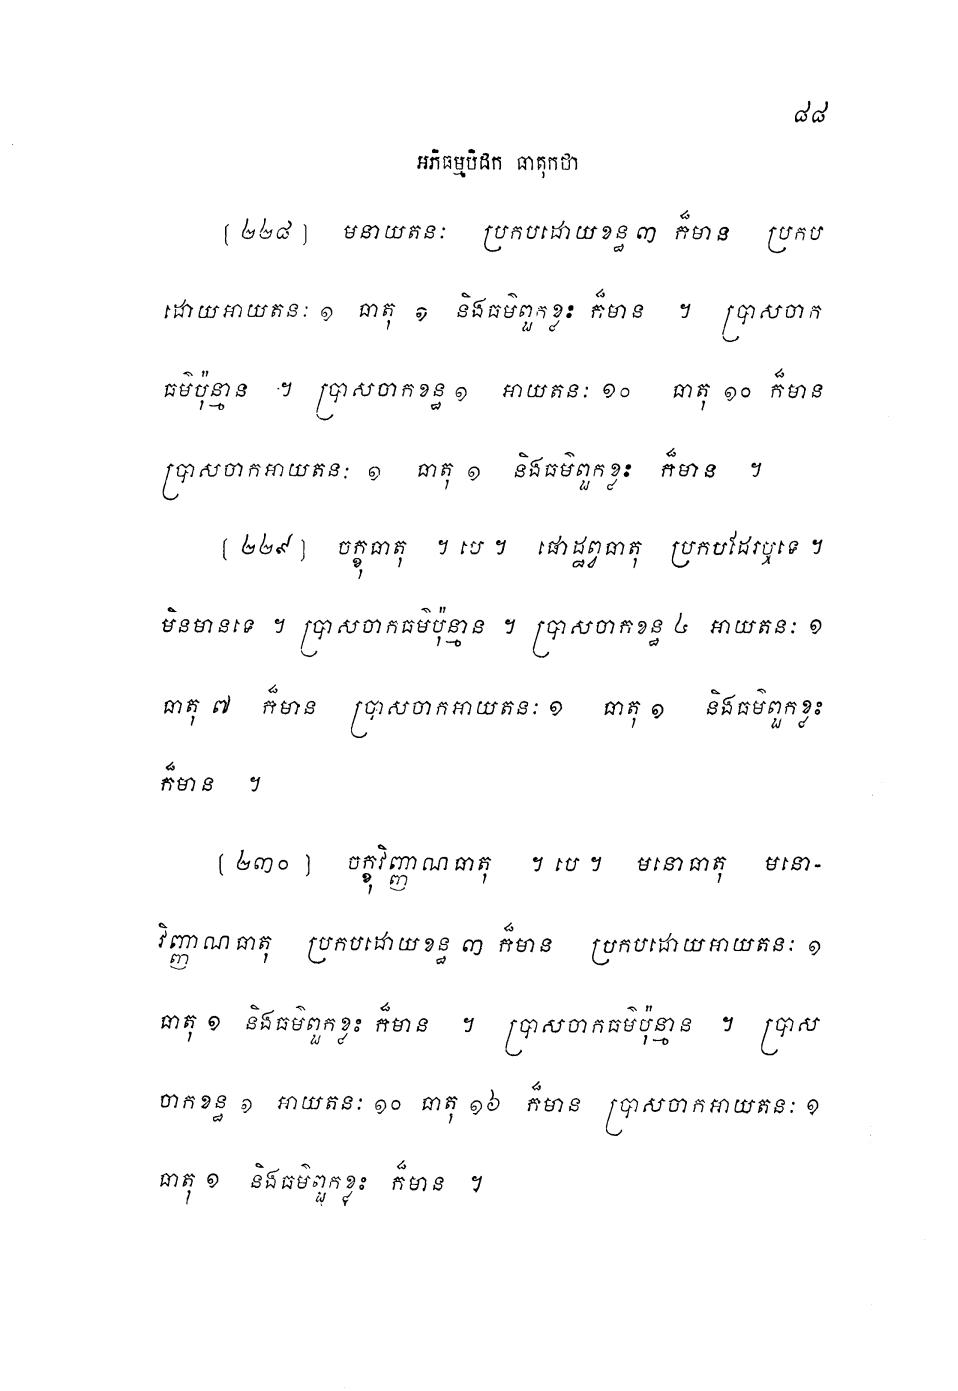 ៨៨
អភិធម្មបិដក ធាតុកថា
[ ២២៨ ] មនាយតនៈ ប្រកបដោយខន្ធ ៣ ក៏មាន ប្រកប
ដោយអាយតនៈ ១ ធាតុ ១ និងធម៌ពួកខ្លះ ក៏មាន ។ ប្រាសចាក
ធម៌ប៉ុន្មាន ។ ប្រាសចាកខន្ធ ១ អាយតនៈ ១០ ធាតុ ១០ ក៏មាន
ប្រាសចាកអាយតនៈ ១ ធាតុ ១ និងធម៌ពួកខ្លះ ក៏មាន ។
[ ២២៩ ] ចក្ខុធាតុ ។ បេ ។ ផោដ្ឋព្វធាតុ ប្រកបដែរឬទេ ។
មិនមានទេ ។ ប្រាសចាកធម៌ប៉ុន្មាន ។ ប្រាសចាកខន្ធ ៤ អាយតនៈ ១
ធាតុ ៧ ក៏មាន ប្រាសចាកអាយតនៈ ១ ធាតុ ១ និងធម៌ពួកខ្លះ
ក៏មាន ។
[ ២៣០ ] ចក្ខុវិញ្ញាណធាតុ ។ បេ ។ មនោធាតុ មនោ-
វិញ្ញាណធាតុ ប្រកបដោយខន្ធ ៣ ក៏មាន ប្រកបដោយអាយតនៈ ១
ធាតុ ១ និងធម៌ពួកខ្លះ ក៏មាន ។ ប្រាសចាកធម៌ប៉ុន្មាន ។ ប្រាស
ចាកខន្ធ ១ អាយតនៈ ១០ ធាតុ ១៦ ក៏មាន ប្រាសចាកអាយតនៈ ១
ធាតុ ១ និងធម៌ពួកខ្លះ ក៏មាន ។